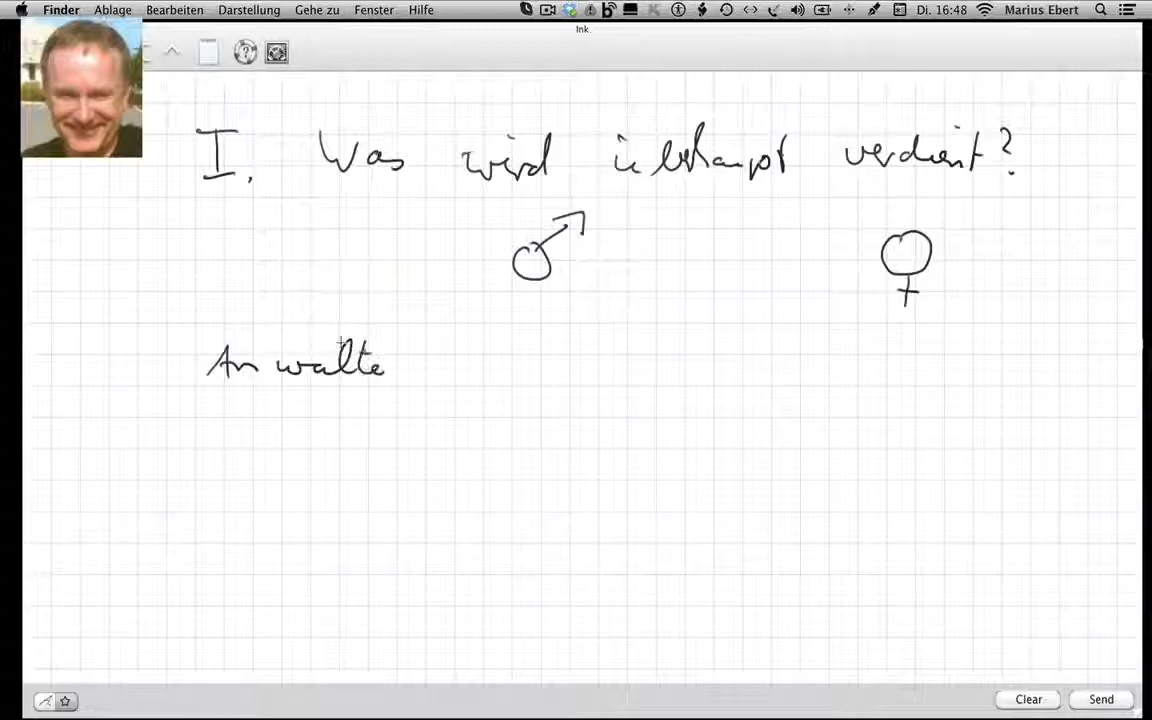 Finder Ablage Bearbeiten Darstellung Gehe zu Fenster Hilfe Di. 16:48 Marius Ebert
Ink
I. Was wird überhaupt verdient?
♂ ♀
Anwalte
Clear Send